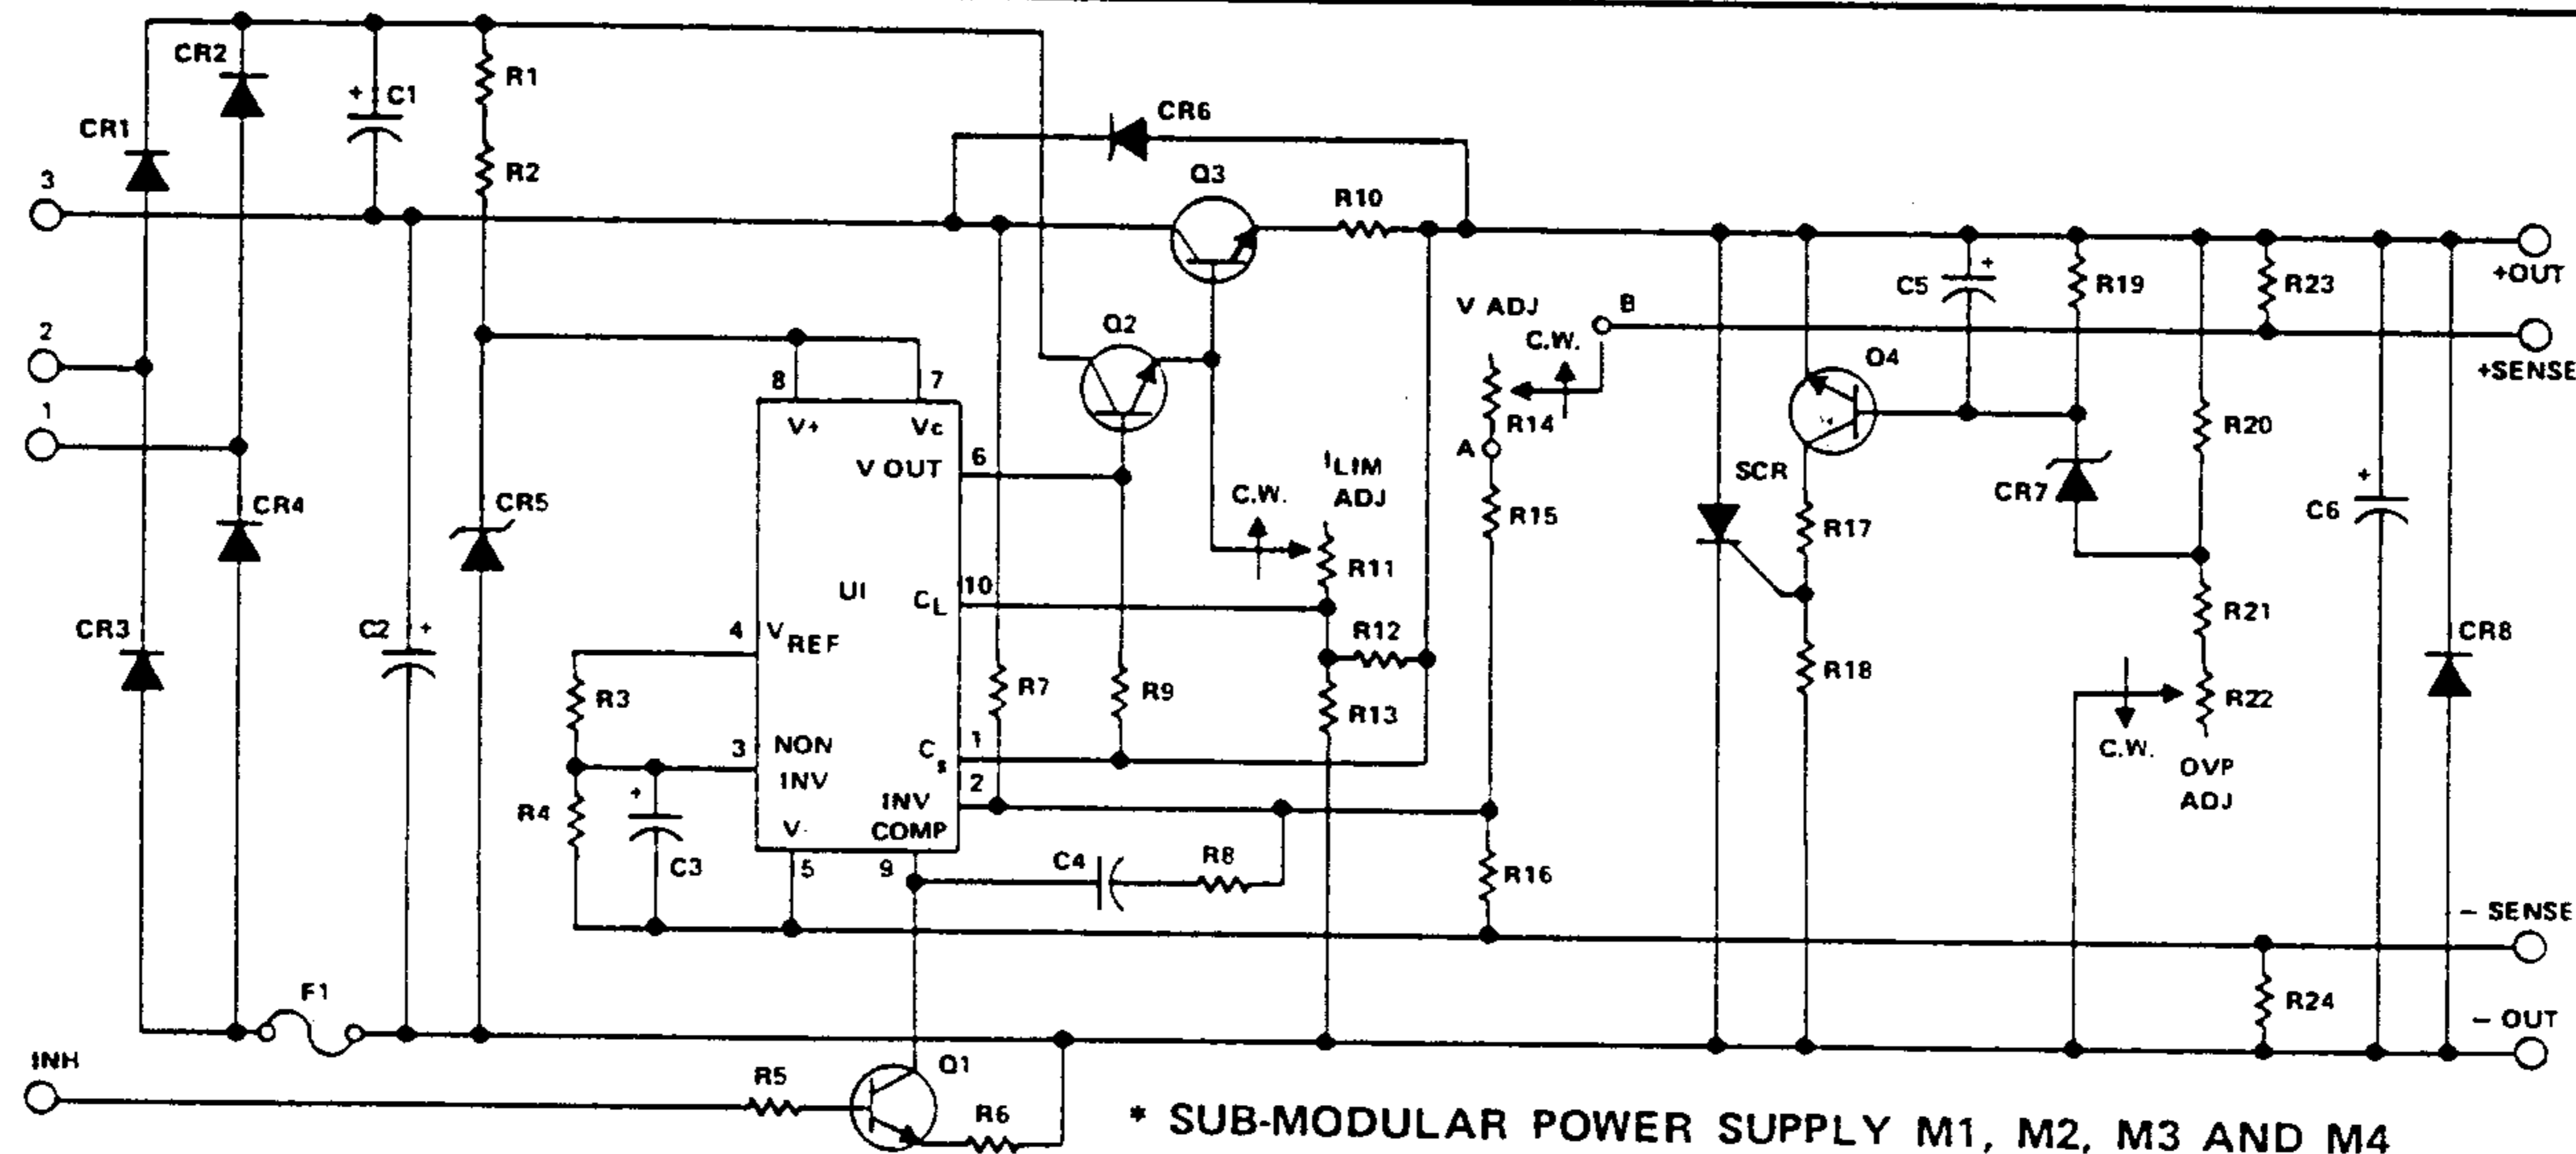 CR2
R1
C1
+
CR1
CR6
3
R2
Q3
R10
+OUT
C5
+
R19
R23
V ADJ
B
2
Q2
C.W.
Q4
+SENSE
8
7
1
V+
Vc
R14
R20
A
V OUT
6
ILIM
ADJ
SCR
C.W.
CR7
+
CR4
CR5
R15
R17
C6
R11
UI
CL
10
R21
CR3
C2
+
4
VREF
R12
CR8
R3
R7
R9
R18
R22
R13
3
NON
INV
Cs
1
C.W.
OVP
ADJ
+
2
R4
INV
COMP
V-
C3
5
9
C4
R8
R16
- SENSE
F1
R24
- OUT
INH
R5
Q1
R6
* SUB-MODULAR POWER SUPPLY M1, M2, M3 AND M4